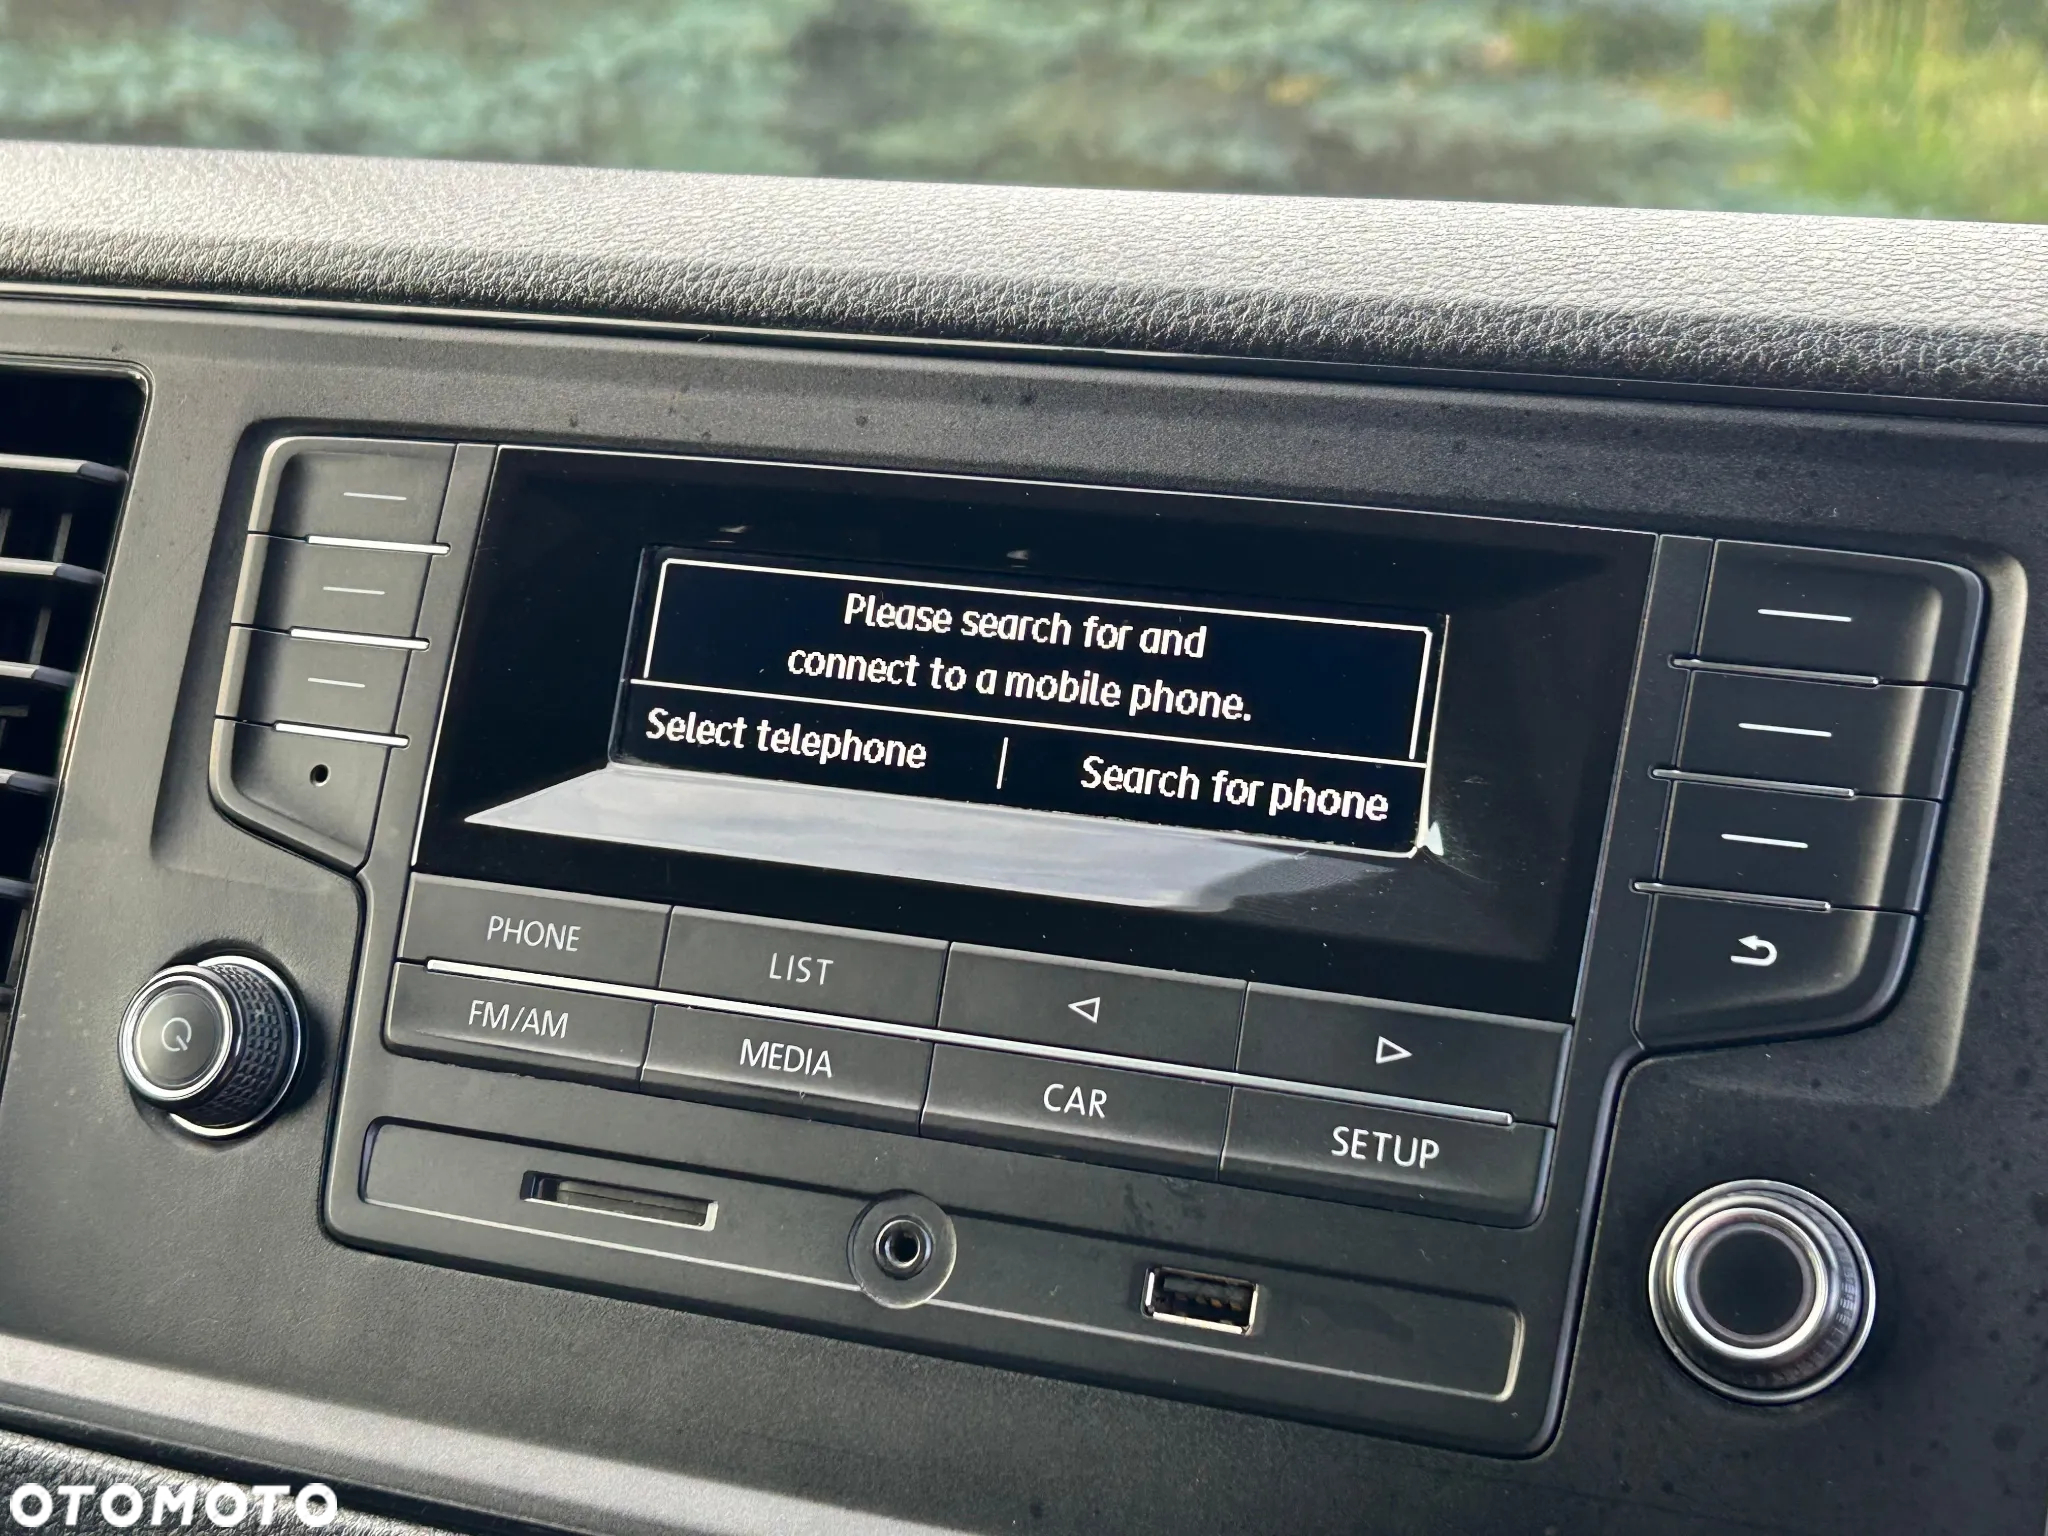 Please search for and
connect to a mobile phone.
Select telephone | Search for phone
PHONE
LIST
FM/AM
MEDIA
CAR
SETUP
OTOMOTO